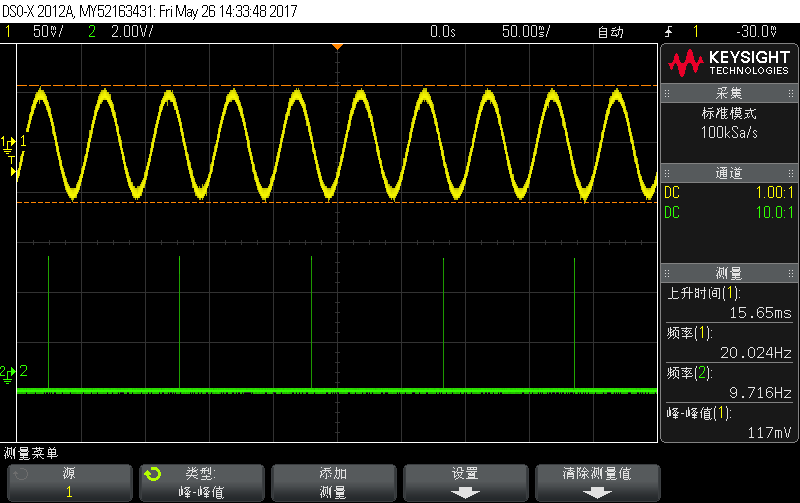 DSO-X 2012A, MY52163431: Fri May 26 14:33:48 2017
1 50mV/ 2 2.00V/ 0.0s 50.00ms/ 自动 1 -30.0mV
KEYSIGHT
TECHNOLOGIES
采集
标准模式
100kSa/s
通道
DC 1.00:1
DC 10.0:1
测量
上升时间(1):
15.65ms
频率(1):
20.024Hz
频率(2):
9.716Hz
峰-峰值(1):
117mV
1 1
T
2 2
测量菜单
源
1
类型:
峰-峰值
添加
测量
设置
清除测量值